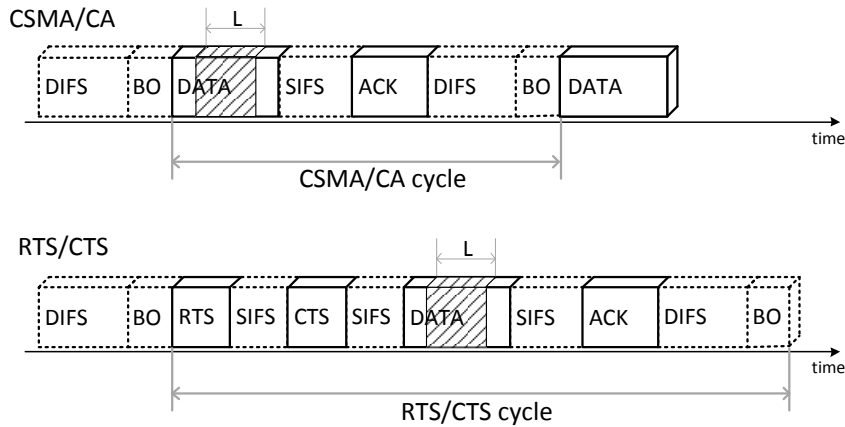 CSMA/CA
L
DIFS BO DATA SIFS ACK DIFS BO DATA
time
CSMA/CA cycle
RTS/CTS
L
DIFS BO RTS SIFS CTS SIFS DATA SIFS ACK DIFS BO
time
RTS/CTS cycle